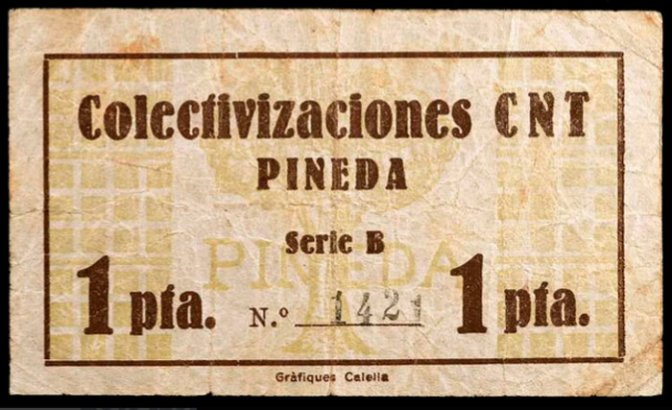 Colectivizaciones CNT
PINEDA
PINEDA
Serie B
1 pta. N.º 1421 1 pta.
Gràfiques Calella